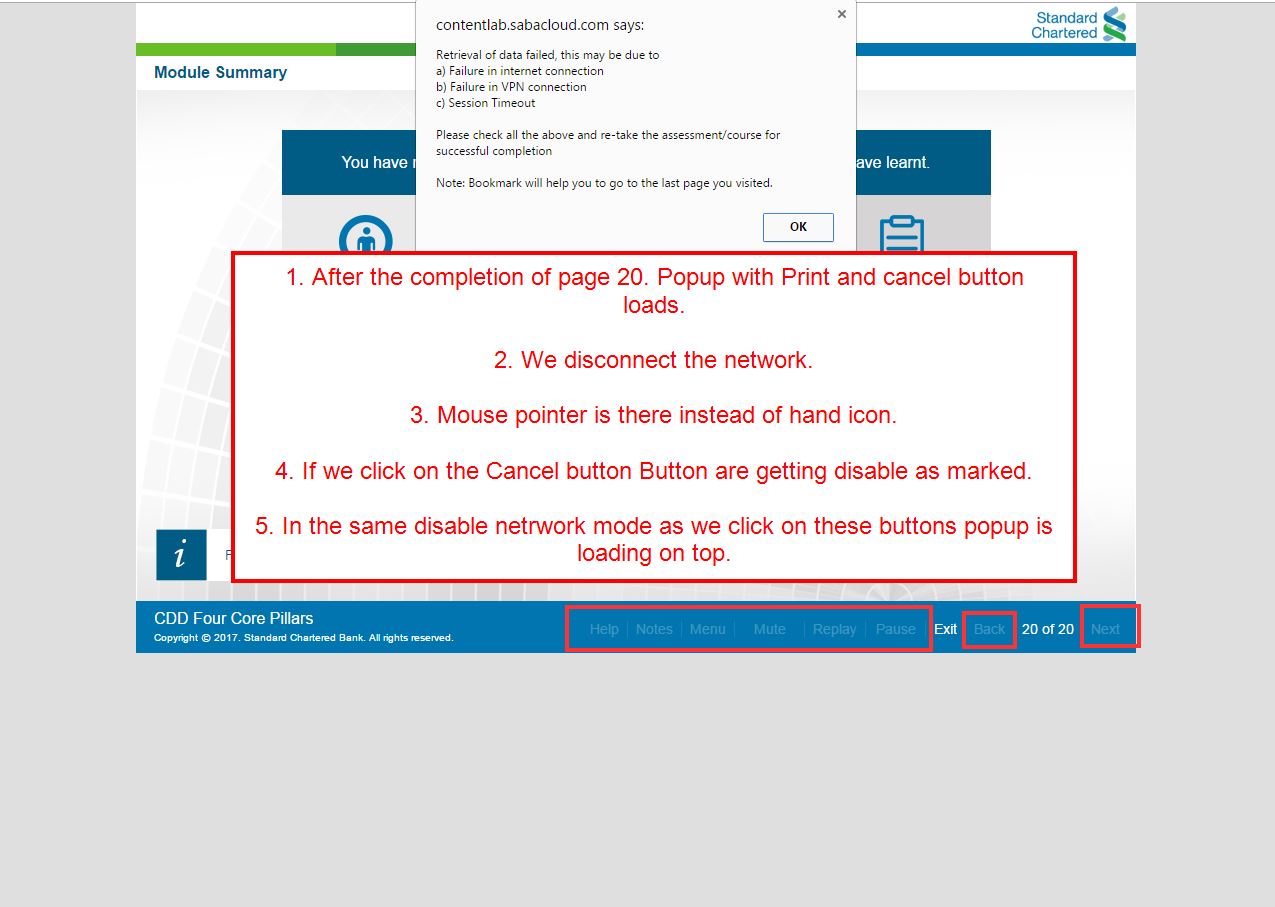 contentlab.sabacloud.com says:
Retrieval of data failed, this may be due to
a) Failure in internet connection
b) Failure in VPN connection
c) Session Timeout
Please check all the above and re-take the assessment/course for
successful completion
Note: Bookmark will help you to go to the last page you visited.
OK
Standard
Chartered
Module Summary
You have
ave learnt.
1. After the completion of page 20. Popup with Print and cancel button
loads.
2. We disconnect the network.
3. Mouse pointer is there instead of hand icon.
4. If we click on the Cancel button Button are getting disable as marked.
5. In the same disable netrwork mode as we click on these buttons popup is
loading on top.
i
CDD Four Core Pillars
Copyright © 2017. Standard Chartered Bank. All rights reserved.
Help Notes Menu Mute Replay Pause Exit Back 20 of 20 Next